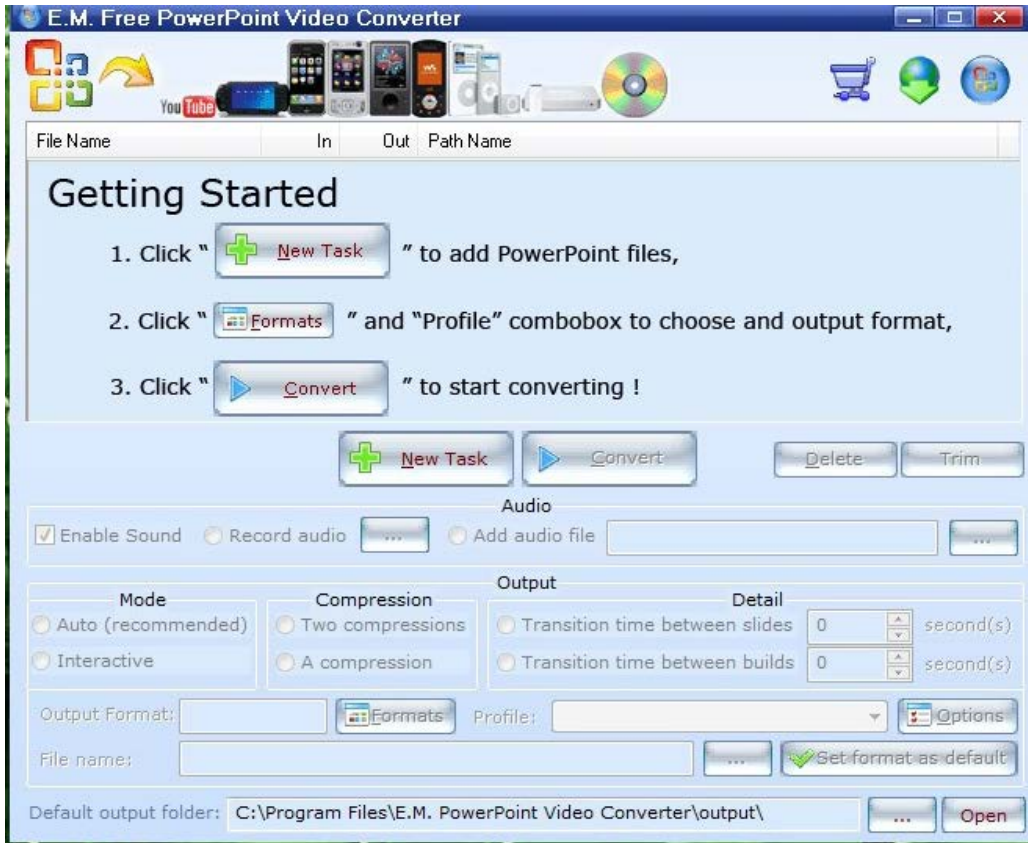 E.M. Free PowerPoint Video Converter
You Tube
File Name In Out Path Name
Getting Started
1. Click " New Task " to add PowerPoint files,
2. Click " Formats " and "Profile" combobox to choose and output format,
3. Click " Convert " to start converting !
New Task Convert Delete Trim
Audio
Enable Sound Record audio ... Add audio file ...
Output
Mode Compression Detail
Auto (recommended) Two compressions Transition time between slides 0 second(s)
Interactive A compression Transition time between builds 0 second(s)
Output Format: Formats Profile: Options
File name: ... Set format as default
Default output folder: C:\Program Files\E.M. PowerPoint Video Converter\output\ ... Open